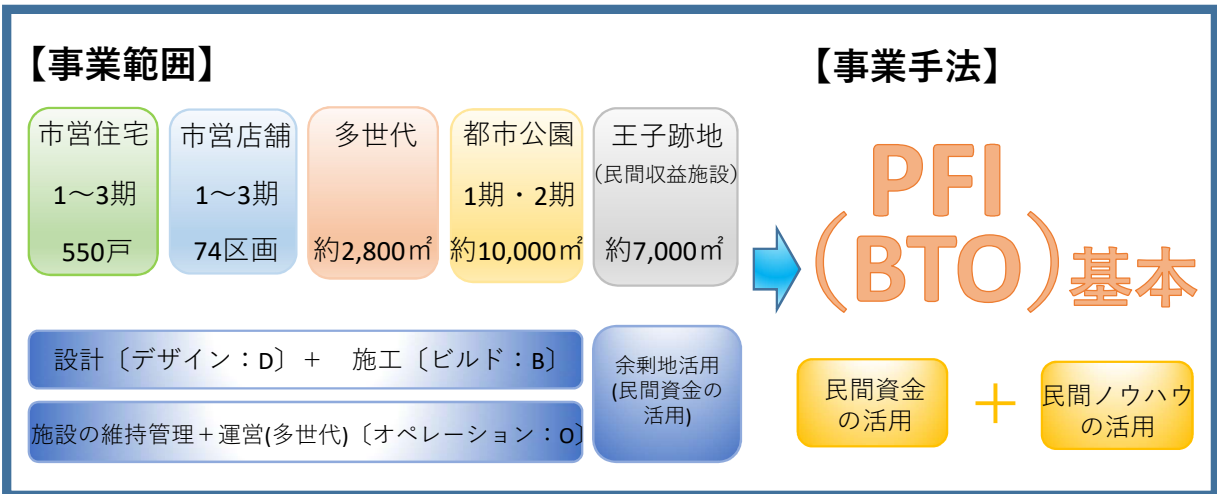 【事業範囲】
市営住宅
1～3期
550戸
市営店舗
1～3期
74区画
多世代
約2,800㎡
都市公園
1期・2期
約10,000㎡
王子跡地
(民間収益施設)
約7,000㎡
設計〔デザイン：D〕＋　施工〔ビルド：B〕
施設の維持管理＋運営(多世代)〔オペレーション：O〕
余剰地活用
(民間資金の
活用)
【事業手法】
PFI
（BTO）基本
民間資金
の活用
＋
民間ノウハウ
の活用